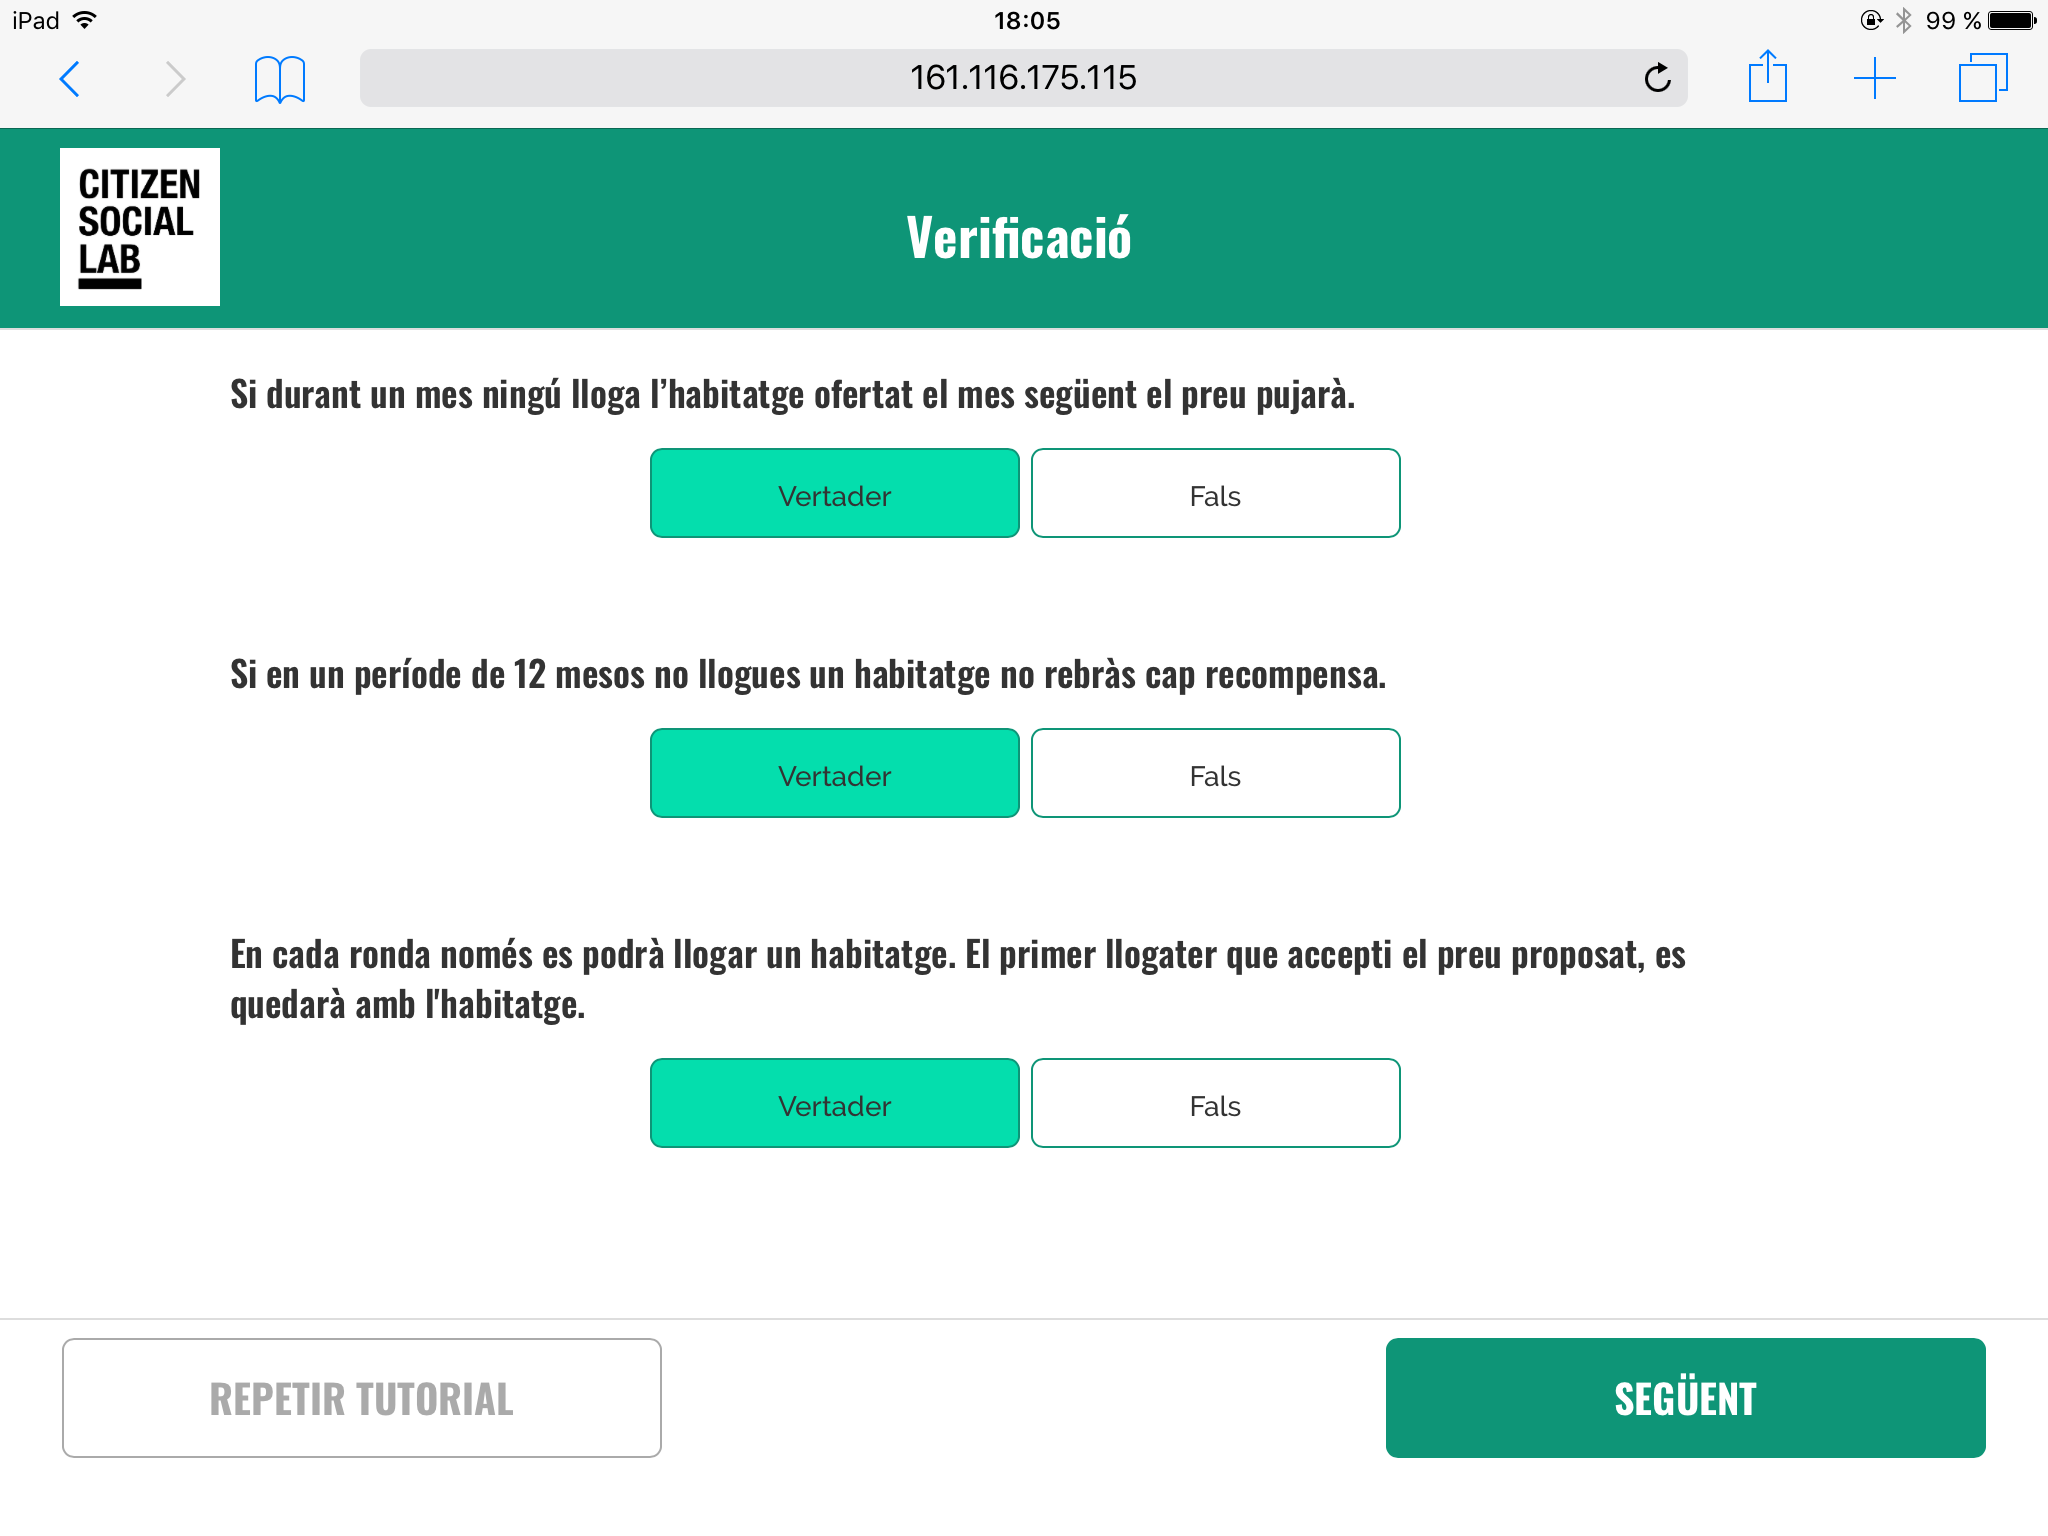 iPad 18:05 99 %
161.116.175.115
CITIZEN
SOCIAL
LAB
Verificació
Si durant un mes ningú lloga l’habitatge ofertat el mes següent el preu pujarà.
Vertader Fals
Si en un període de 12 mesos no llogues un habitatge no rebràs cap recompensa.
Vertader Fals
En cada ronda només es podrà llogar un habitatge. El primer llogater que accepti el preu proposat, es
quedarà amb l'habitatge.
Vertader Fals
REPETIR TUTORIAL SEGÜENT